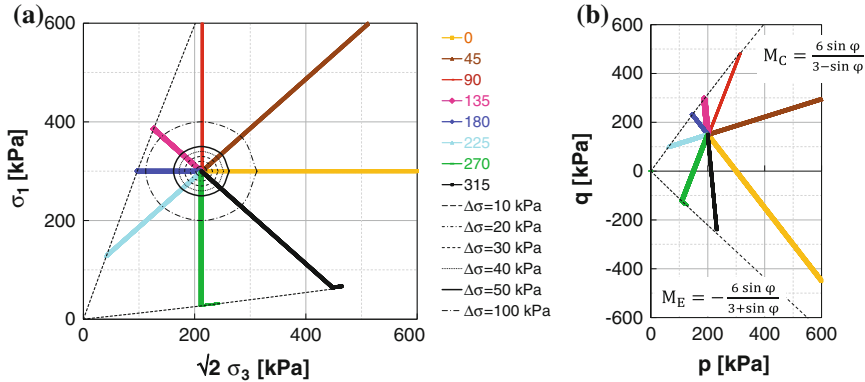 (a)
600
400
200
0
0
200
400
600
σ₁ [kPa]
√2 σ₃ [kPa]
0
45
90
135
180
225
270
315
Δσ=10 kPa
Δσ=20 kPa
Δσ=30 kPa
Δσ=40 kPa
Δσ=50 kPa
Δσ=100 kPa
(b)
600
400
200
0
-200
-400
-600
0
200
400
600
q [kPa]
p [kPa]
M_C = 6 sin φ / 3−sin φ
M_E = − 6 sin φ / 3+sin φ